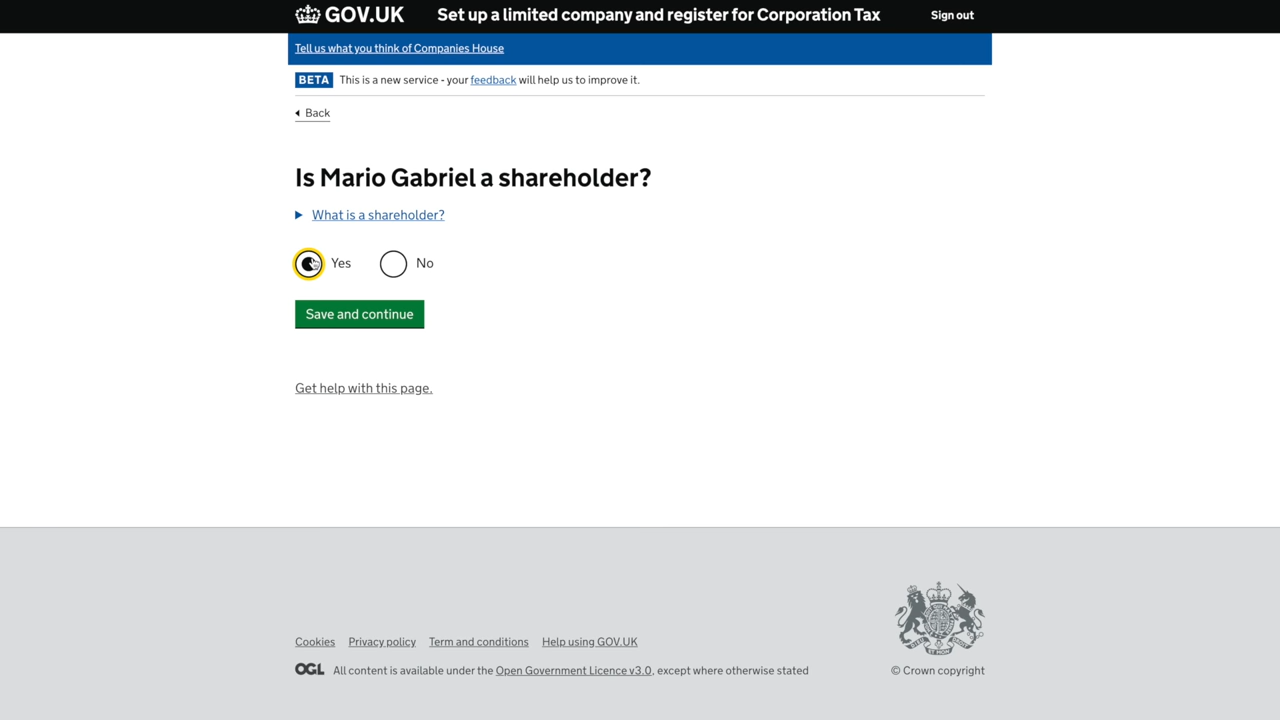 GOV.UK Set up a limited company and register for Corporation Tax Sign out
Tell us what you think of Companies House
BETA This is a new service - your feedback will help us to improve it.
Back
Is Mario Gabriel a shareholder?
What is a shareholder?
Yes No
Save and continue
Get help with this page.
Cookies Privacy policy Term and conditions Help using GOV.UK
OGL All content is available under the Open Government Licence v3.0, except where otherwise stated © Crown copyright